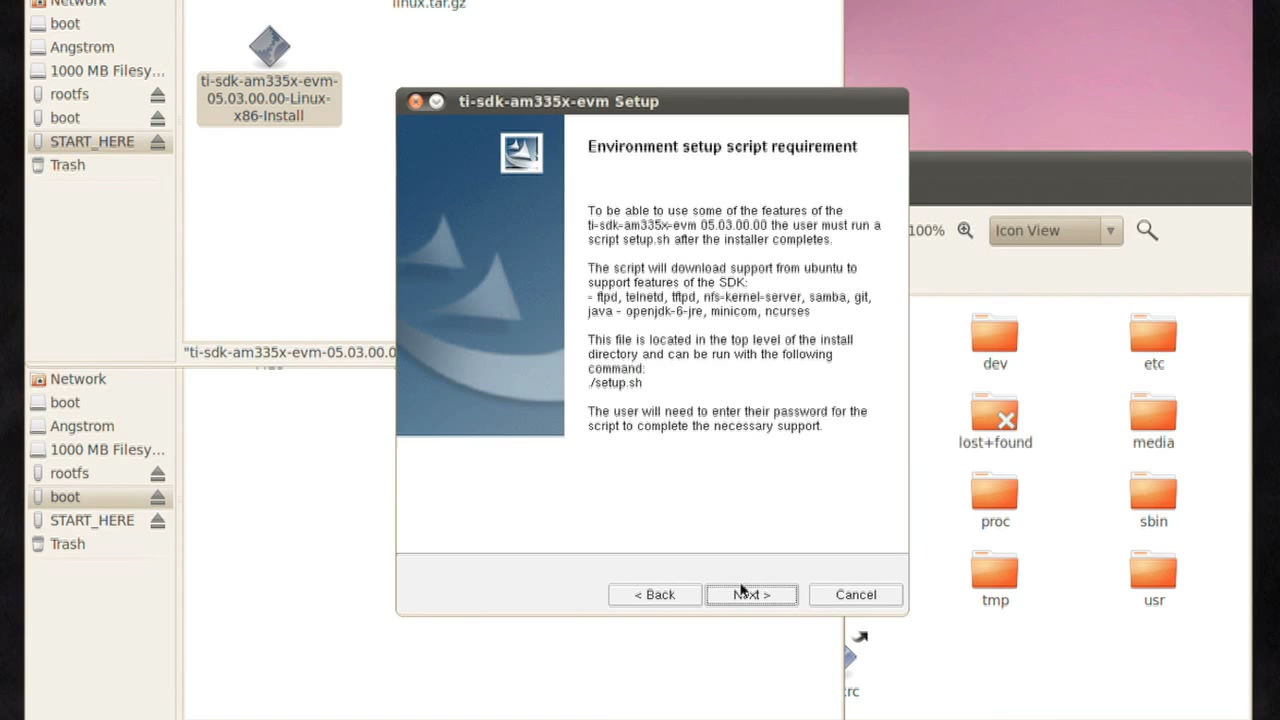 Network
boot
Angstrom
1000 MB Filesy...
rootfs
boot
START_HERE
Trash
linux.tar.gz
ti-sdk-am335x-evm-
05.03.00.00-Linux-
x86-Install
"ti-sdk-am335x-evm-05.03.00.0
Network
boot
Angstrom
1000 MB Filesy...
rootfs
boot
START_HERE
Trash
ti-sdk-am335x-evm Setup
Environment setup script requirement
To be able to use some of the features of the
ti-sdk-am335x-evm 05.03.00.00 the user must run a
script setup.sh after the installer completes.
The script will download support from ubuntu to
support features of the SDK:
- ftpd, telnetd, tftpd, nfs-kernel-server, samba, git,
java - openjdk-6-jre, minicom, ncurses
This file is located in the top level of the install
directory and can be run with the following
command:
./setup.sh
The user will need to enter their password for the
script to complete the necessary support.
< Back
Next >
Cancel
100%
Icon View
dev
etc
lost+found
media
proc
sbin
tmp
usr
rc